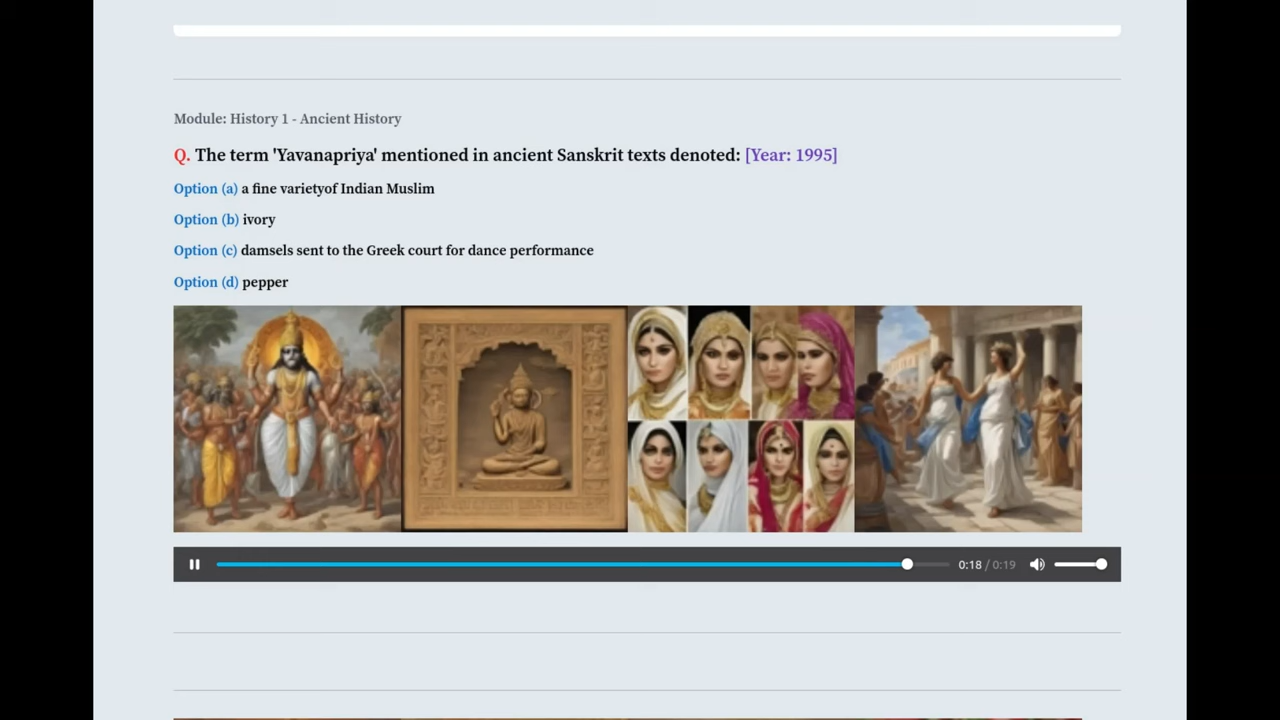 Module: History 1 - Ancient History
Q. The term 'Yavanapriya' mentioned in ancient Sanskrit texts denoted: [Year: 1995]
Option (a) a fine varietyof Indian Muslim
Option (b) ivory
Option (c) damsels sent to the Greek court for dance performance
Option (d) pepper
0:18 / 0:19